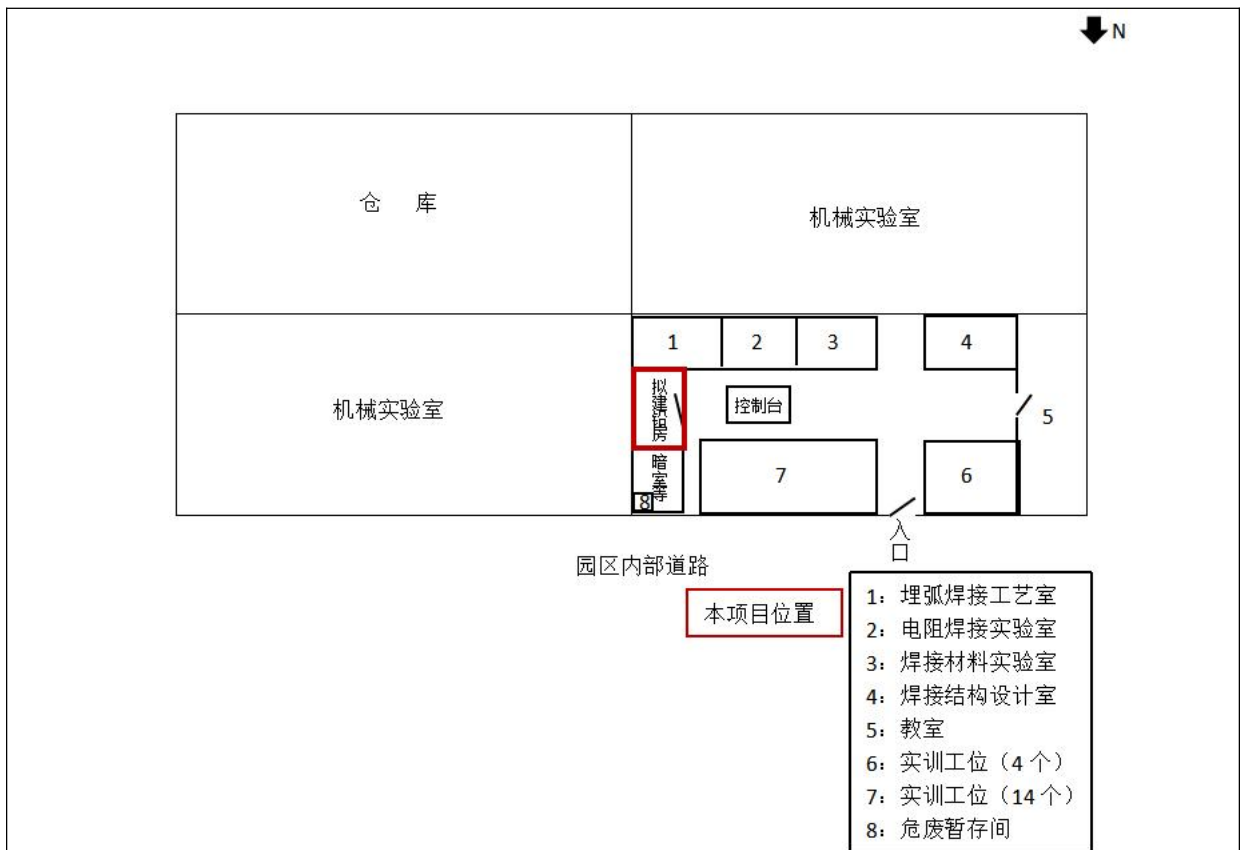 N
仓 库
机械实验室
1
2
3
4
拟建铅房
机械实验室
控制台
5
暗室等
7
6
8
入口
园区内部道路
本项目位置
1：埋弧焊接工艺室
2：电阻焊接实验室
3：焊接材料实验室
4：焊接结构设计室
5：教室
6：实训工位（4个）
7：实训工位（14个）
8：危废暂存间